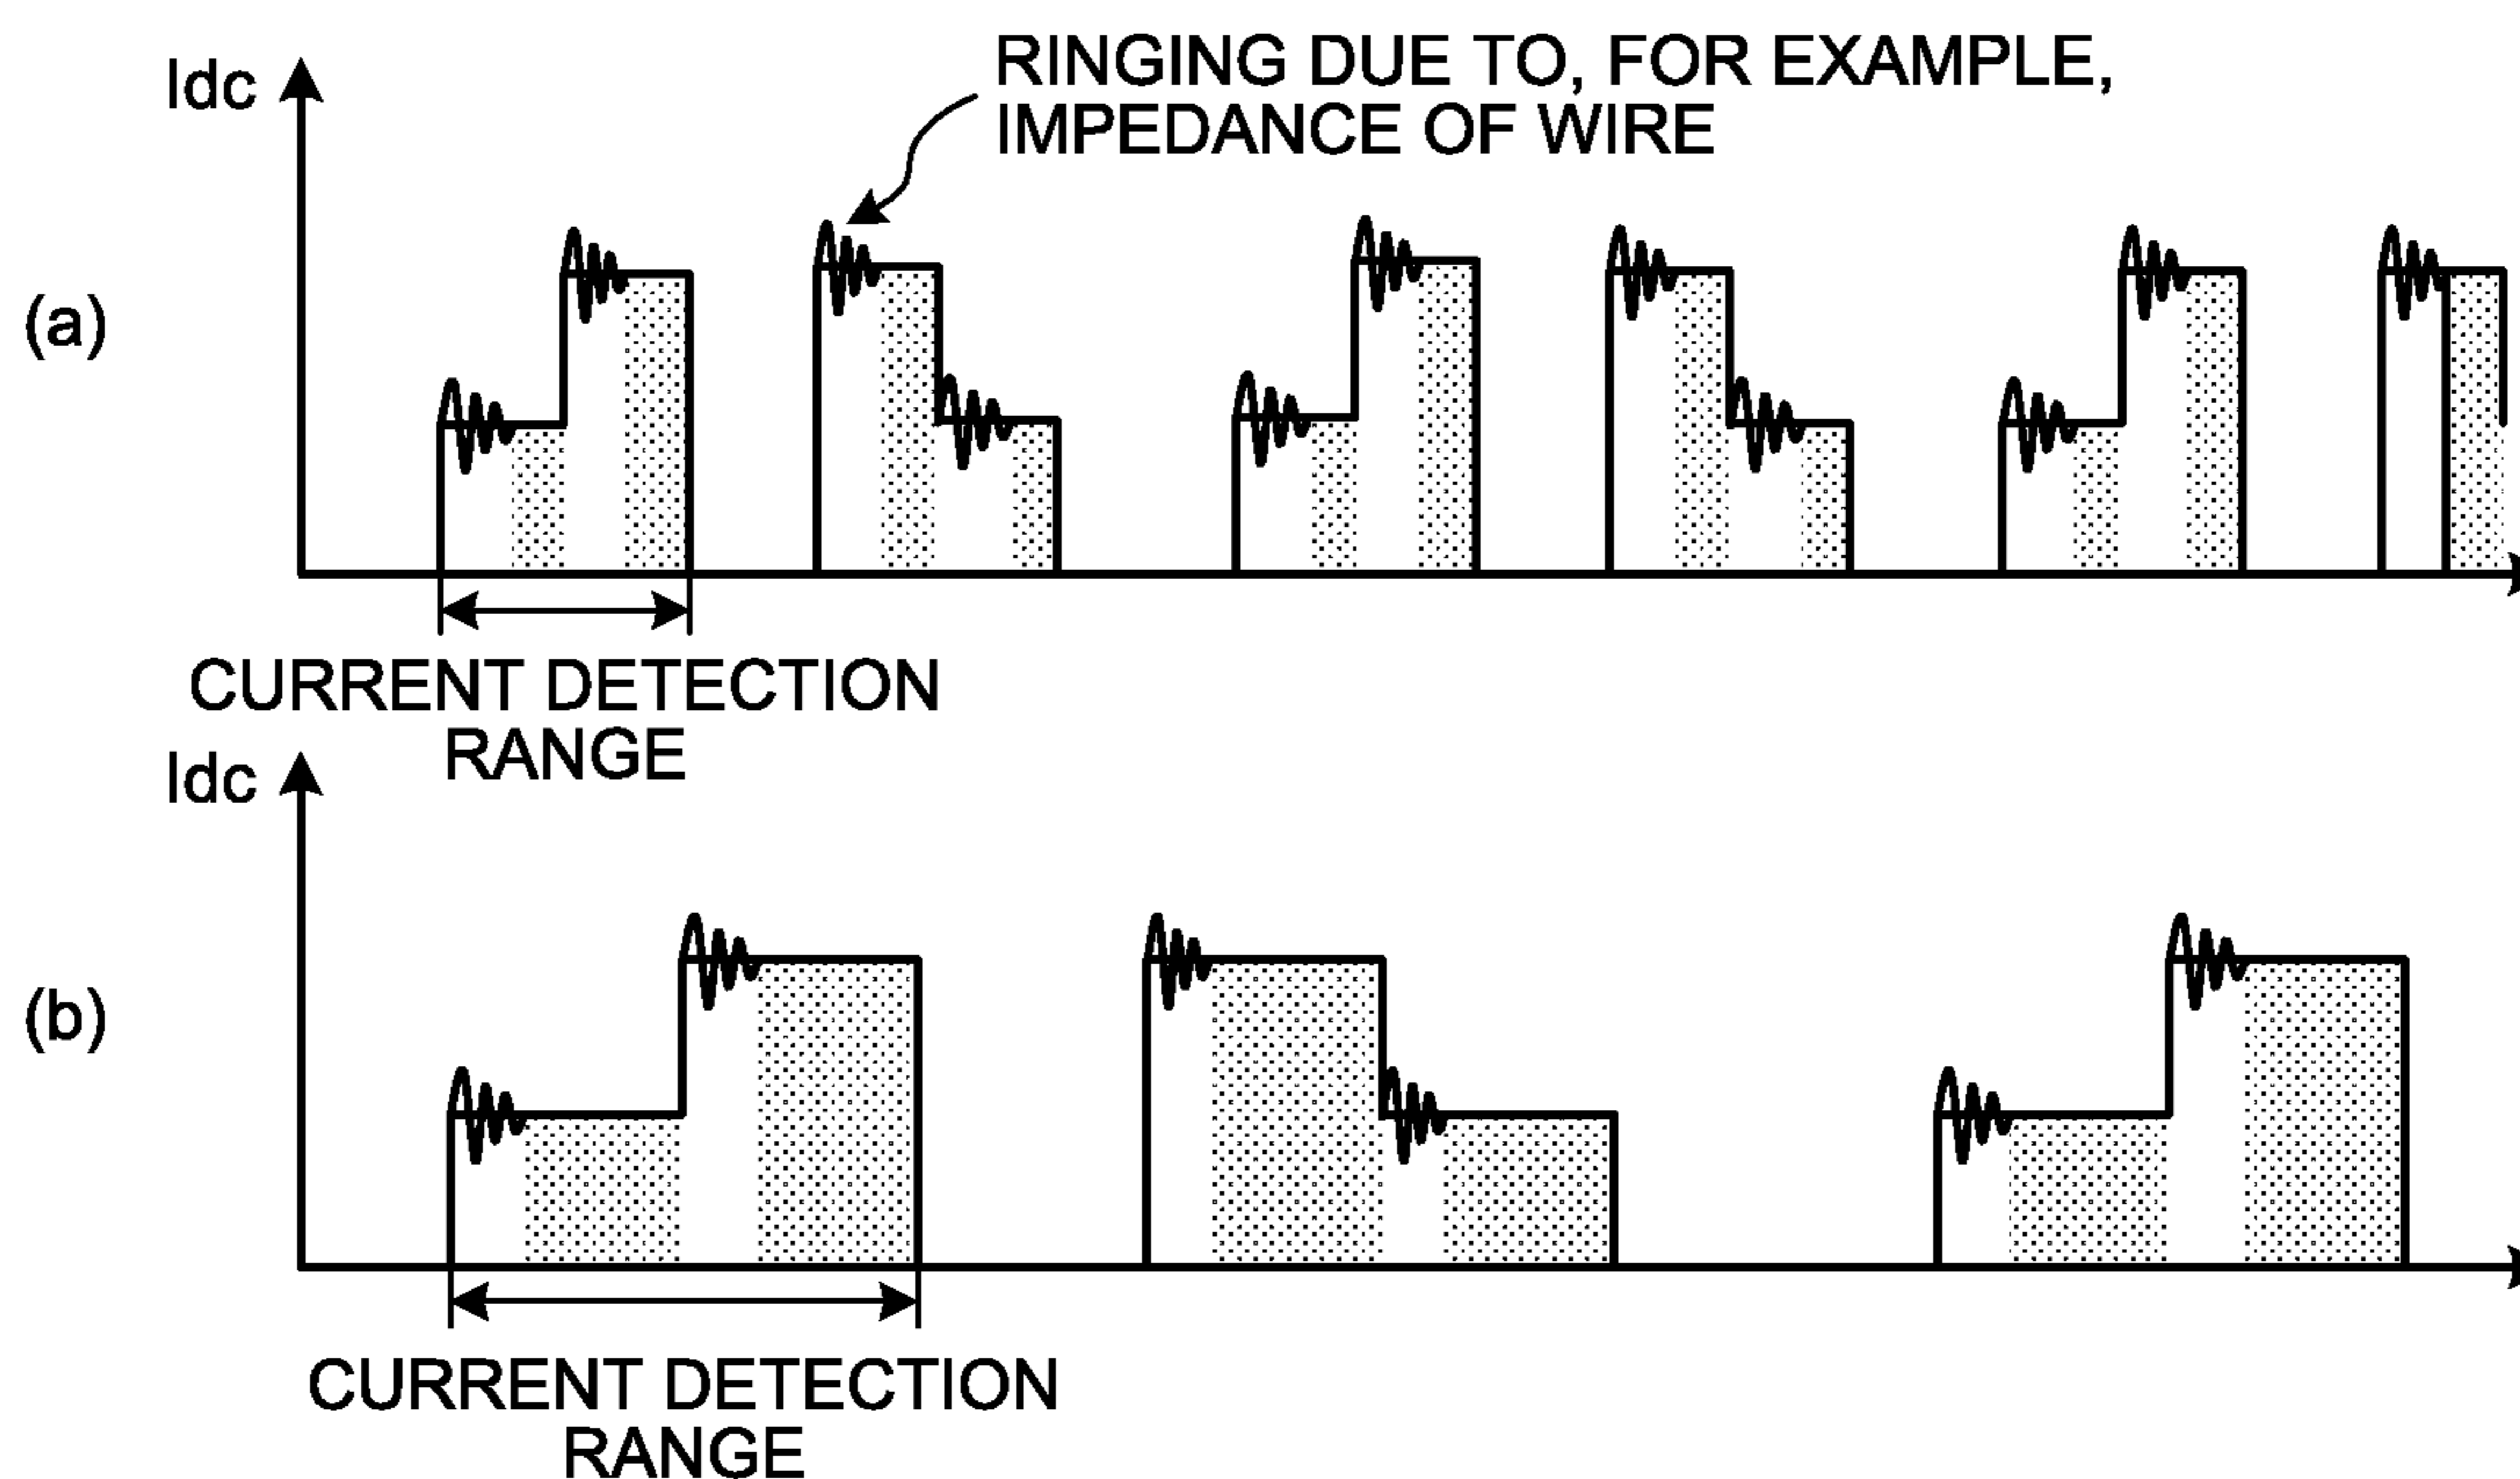 Idc
RINGING DUE TO, FOR EXAMPLE,
IMPEDANCE OF WIRE
(a)
CURRENT DETECTION
RANGE
Idc
(b)
CURRENT DETECTION
RANGE